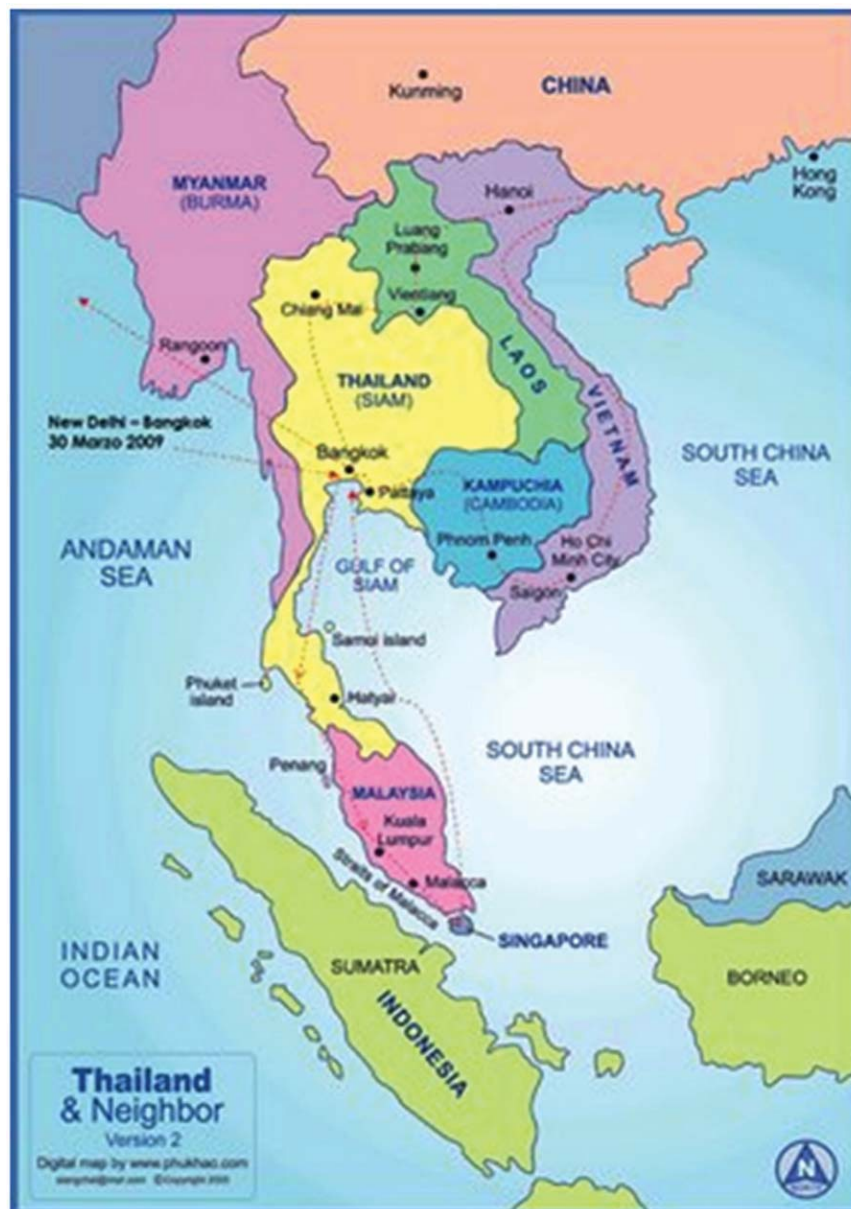 CHINA
Kunming
Hong
Kong
MYANMAR
(BURMA)
Hanoi
Luang
Prabang
Vientiang
Chiang Mai
Rangoon
LAOS
THAILAND
(SIAM)
VIETNAM
New Delhi – Bangkok
30 Marzo 2009
Bangkok
Pattaya
KAMPUCHIA
(CAMBODIA)
SOUTH CHINA
SEA
ANDAMAN
SEA
GULF OF
SIAM
Phnom Penh
Ho Chi
Minh City
Saigon
Samoi island
Phuket
island
Hatyai
Penang
SOUTH CHINA
SEA
MALAYSIA
Kuala
Lumpur
Straits of Malacca
Malacca
SARAWAK
SINGAPORE
INDIAN
OCEAN
SUMATRA
BORNEO
INDONESIA
Thailand
& Neighbor
Version 2
Digital map by www.phukhao.com
©Copyright
N